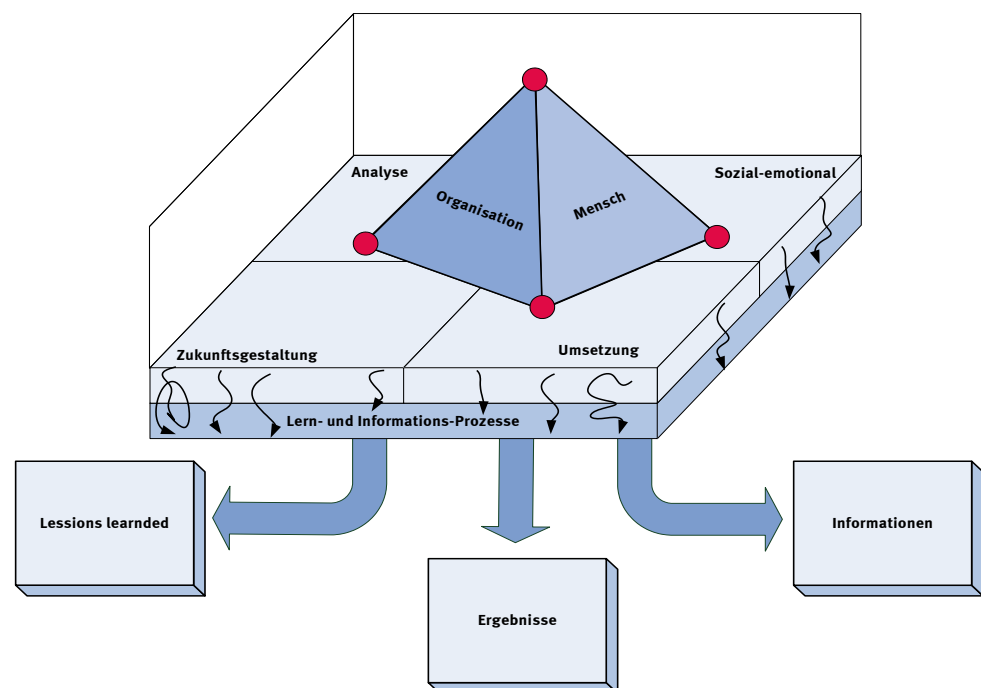 Analyse
Sozial-emotional
Organisation
Mensch
Zukunftsgestaltung
Umsetzung
Lern- und Informations-Prozesse
Lessions learnded
Informationen
Ergebnisse